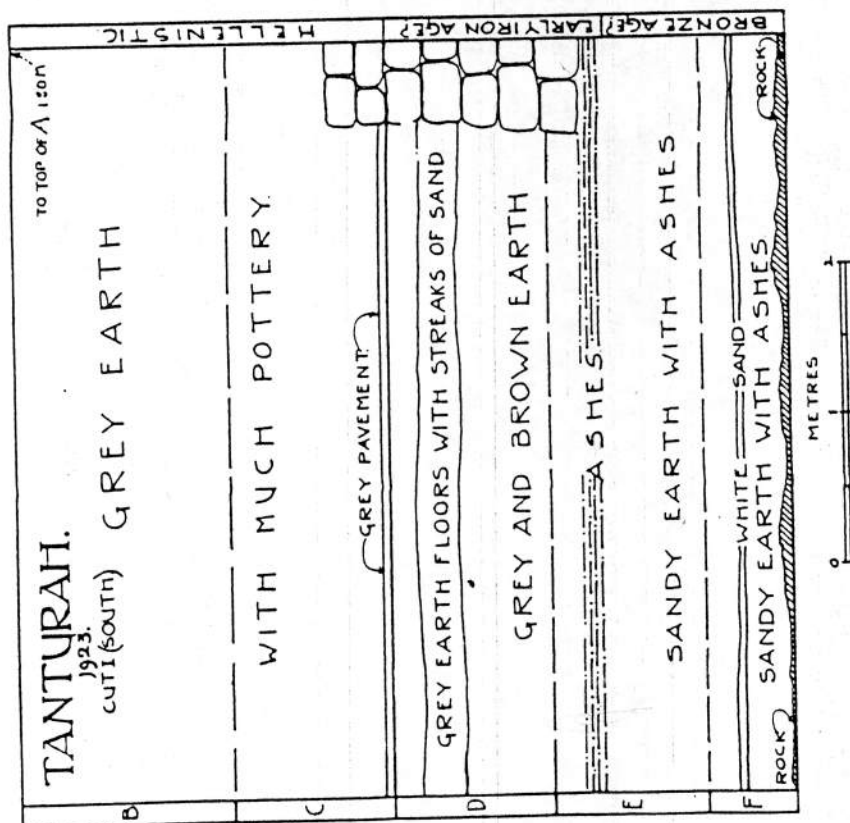 TANTURAH.
1923.
CUT I (SOUTH)
TO TOP OF A 1:0M
GREY EARTH
WITH MUCH POTTERY.
GREY PAVEMENT
GREY EARTH FLOORS WITH STREAKS OF SAND
GREY AND BROWN EARTH
ASHES
SANDY EARTH WITH ASHES
WHITE SAND
SANDY EARTH WITH ASHES
ROCK
ROCK
B
C
D
E
F
HELLENISTIC
EARLY IRON AGE?
BRONZE AGE?
0
1
2
METRES